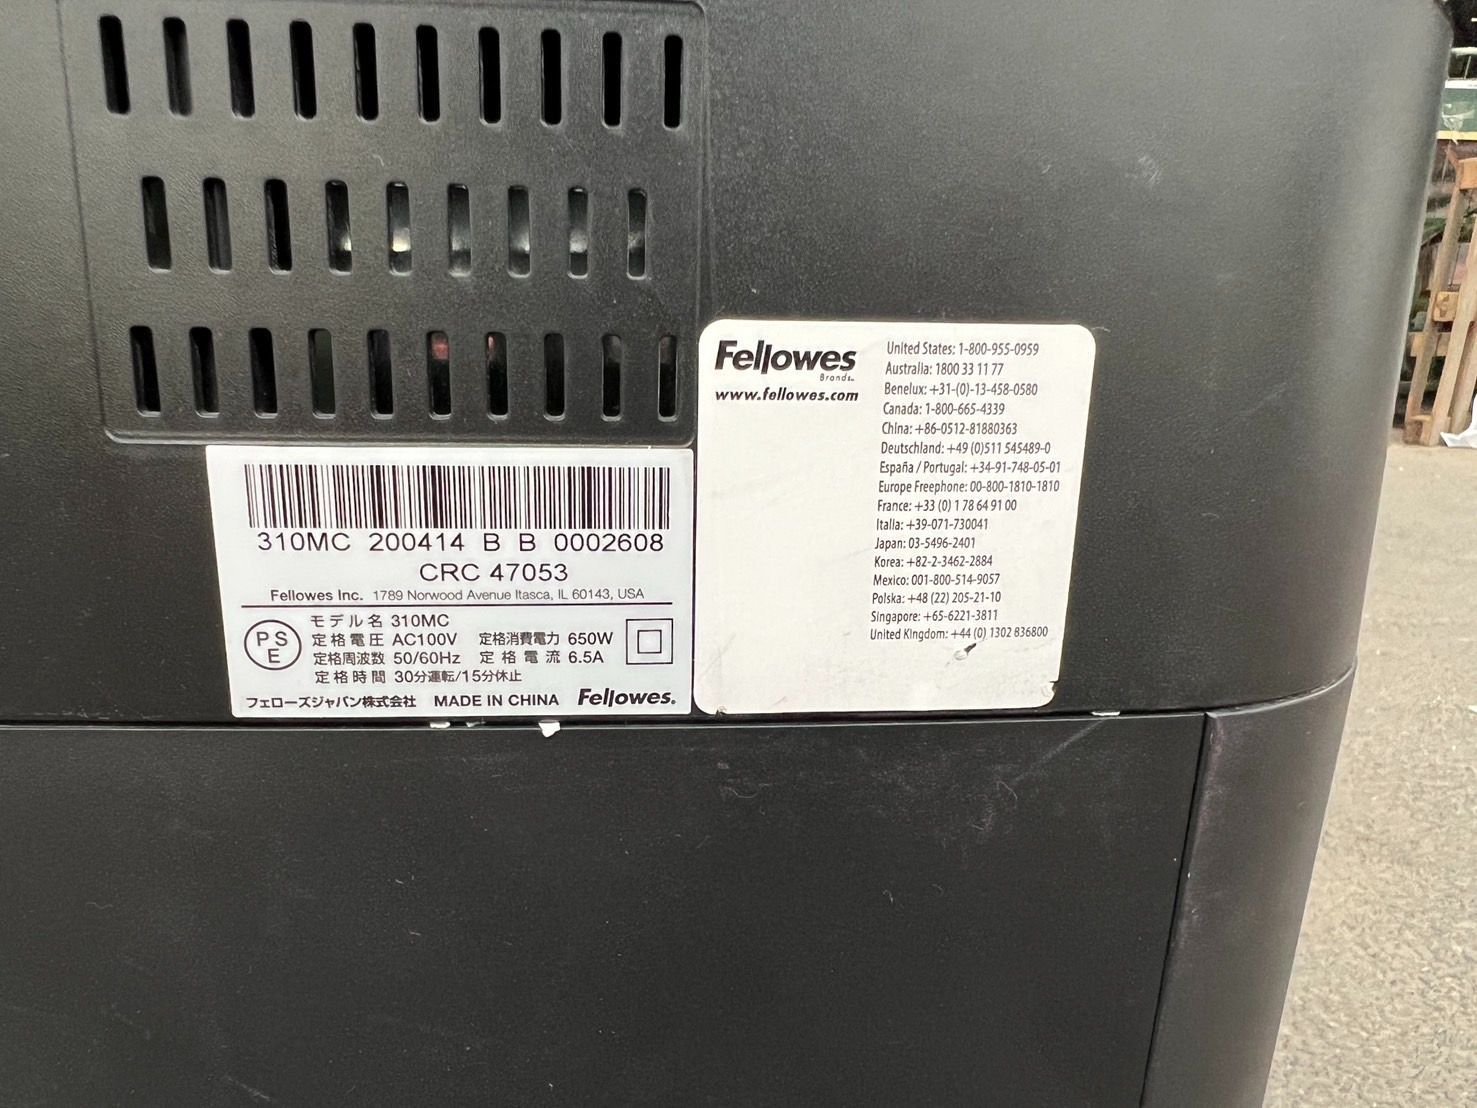 310MC 200414 B B 0002608
CRC 47053
Fellowes Inc. 1789 Norwood Avenue Itasca, IL 60143, USA
PS
E
モデル名 310MC
定格電圧 AC100V 定格消費電力 650W
定格周波数 50/60Hz 定格電流 6.5A
定格時間 30分運転/15分休止
フェローズジャパン株式会社 MADE IN CHINA Fellowes.
Fellowes
Brands
www.fellowes.com
United States: 1-800-955-0959
Australia: 1800 33 11 77
Benelux: +31-(0)-13-458-0580
Canada: 1-800-665-4339
China: +86-0512-81880363
Deutschland: +49 (0)511 545489-0
España / Portugal: +34-91-748-05-01
Europe Freephone: 00-800-1810-1810
France: +33 (0) 1 78 64 91 00
Italia: +39-071-730041
Japan: 03-5496-2401
Korea: +82-2-3462-2884
Mexico: 001-800-514-9057
Polska: +48 (22) 205-21-10
Singapore: +65-6221-3811
United Kingdom: +44 (0) 1302 836800